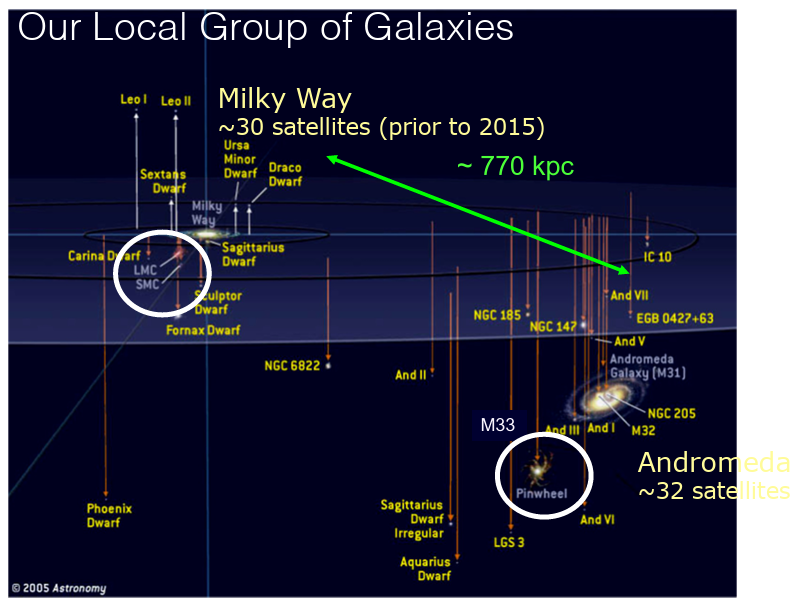 Our Local Group of Galaxies
Milky Way
~30 satellites (prior to 2015)
~ 770 kpc
Leo I
Leo II
Ursa
Minor
Dwarf
Draco
Dwarf
Sextans
Dwarf
Milky
Way
Sagittarius
Dwarf
Carina Dwarf
LMC
SMC
Sculptor
Dwarf
Fornax Dwarf
IC 10
And VII
EGB 0427+63
NGC 185
NGC 147
And V
NGC 6822
And II
Andromeda
Galaxy (M31)
NGC 205
M32
And III
And I
M33
Andromeda
~32 satellites
Pinwheel
Phoenix
Dwarf
Sagittarius
Dwarf
Irregular
And VI
LGS 3
Aquarius
Dwarf
© 2005 Astronomy